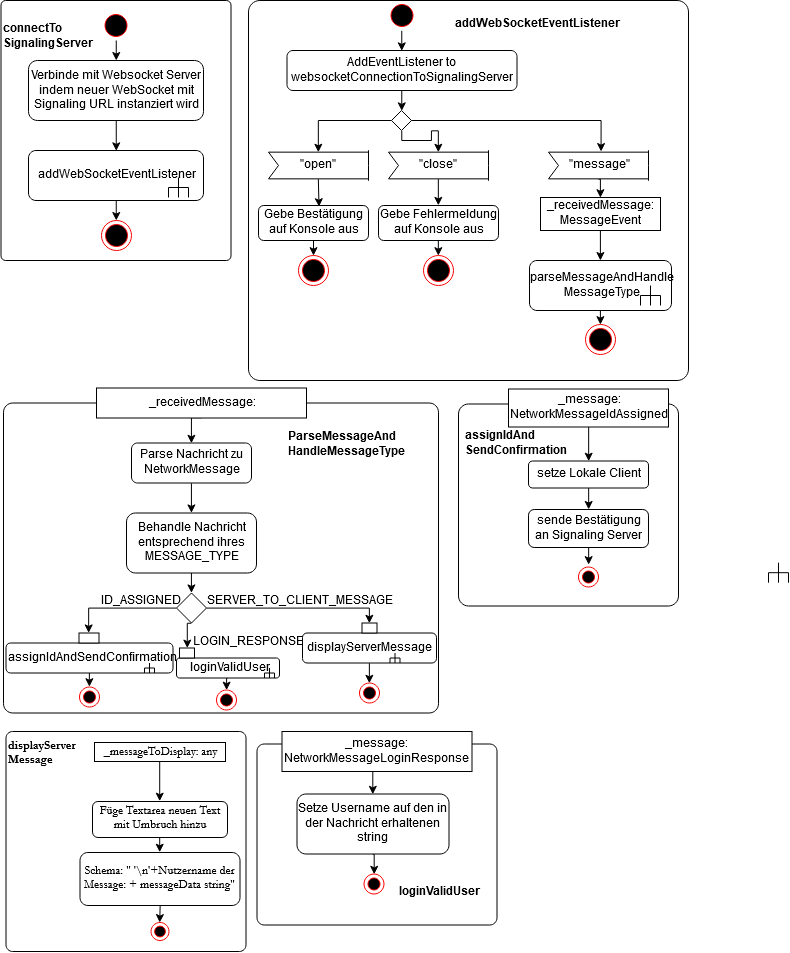 connectTo
SignalingServer
Verbinde mit Websocket Server
indem neuer WebSocket mit
Signaling URL instanziert wird
addWebSocketEventListener
addWebSocketEventListener
AddEventListener to
websocketConnectionToSignalingServer
"open"
"close"
"message"
Gebe Bestätigung
auf Konsole aus
Gebe Fehlermeldung
auf Konsole aus
_receivedMessage:
MessageEvent
parseMessageAndHandle
MessageType
_receivedMessage:
ParseMessageAnd
HandleMessageType
Parse Nachricht zu
NetworkMessage
Behandle Nachricht
entsprechend ihres
MESSAGE_TYPE
ID_ASSIGNED
SERVER_TO_CLIENT_MESSAGE
LOGIN_RESPONSE
assignIdAndSendConfirmation
loginValidUser
displayServerMessage
_message:
NetworkMessageIdAssigned
assignIdAnd
SendConfirmation
setze Lokale Client
sende Bestätigung
an Signaling Server
displayServer
Message
_messageToDisplay: any
Füge Textarea neuen Text
mit Umbruch hinzu
Schema: " '\n'+Nutzername der
Message: + messageData string"
_message:
NetworkMessageLoginResponse
Setze Username auf den in
der Nachricht erhaltenen
string
loginValidUser